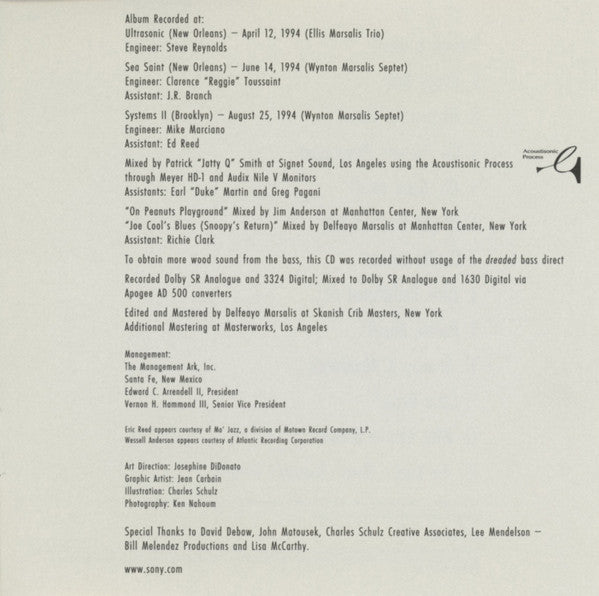 Album Recorded at:
Ultrasonic (New Orleans) – April 12, 1994 (Ellis Marsalis Trio)
Engineer: Steve Reynolds
Sea Saint (New Orleans) – June 14, 1994 (Wynton Marsalis Septet)
Engineer: Clarence "Reggie" Toussaint
Assistant: J.R. Branch
Systems II (Brooklyn) – August 25, 1994 (Wynton Marsalis Septet)
Engineer: Mike Marciano
Assistant: Ed Reed
Mixed by Patrick "Jatty Q" Smith at Signet Sound, Los Angeles using the Acoustisonic Process
through Meyer HD-1 and Audix Nile V Monitors
Assistants: Earl "Duke" Martin and Greg Pagani
Acoustisonic
Process
"On Peanuts Playground" Mixed by Jim Anderson at Manhattan Center, New York
"Joe Cool's Blues (Snoopy's Return)" Mixed by Delfeayo Marsalis at Manhattan Center, New York
Assistant: Richie Clark
To obtain more wood sound from the bass, this CD was recorded without usage of the dreaded bass direct
Recorded Dolby SR Analogue and 3324 Digital; Mixed to Dolby SR Analogue and 1630 Digital via
Apogee AD 500 converters
Edited and Mastered by Delfeayo Marsalis at Skanish Crib Masters, New York
Additional Mastering at Masterworks, Los Angeles
Management:
The Management Ark, Inc.
Santa Fe, New Mexico
Edward C. Arrendell II, President
Vernon H. Hammond III, Senior Vice President
Eric Reed appears courtesy of Mo' Jazz, a division of Motown Record Company, L.P.
Wessell Anderson appears courtesy of Atlantic Recording Corporation
Art Direction: Josephine DiDonato
Graphic Artist: Jean Carbain
Illustration: Charles Schulz
Photography: Ken Nahoum
Special Thanks to David Debow, John Matousek, Charles Schulz Creative Associates, Lee Mendelson –
Bill Melendez Productions and Lisa McCarthy.
www.sony.com